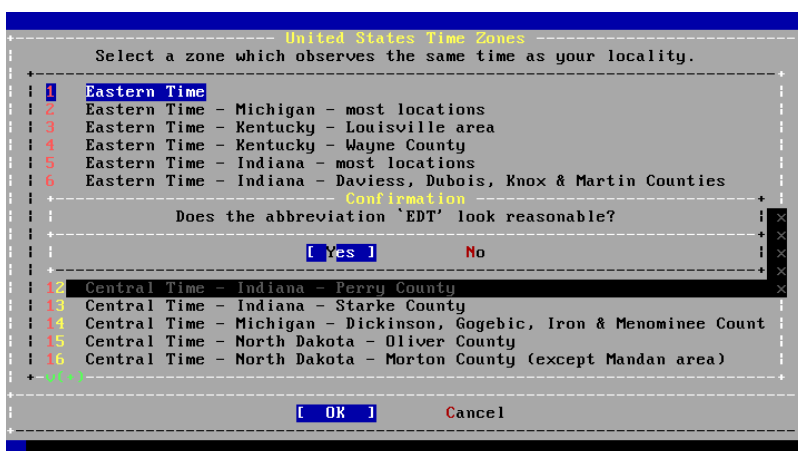 United States Time Zones
Select a zone which observes the same time as your locality.
1 Eastern Time
2 Eastern Time - Michigan - most locations
3 Eastern Time - Kentucky - Louisville area
4 Eastern Time - Kentucky - Wayne County
5 Eastern Time - Indiana - most locations
6 Eastern Time - Indiana - Daviess, Dubois, Knox & Martin Counties
Confirmation
Does the abbreviation `EDT' look reasonable?
[ Yes ] No
12 Central Time - Indiana - Perry County
13 Central Time - Indiana - Starke County
14 Central Time - Michigan - Dickinson, Gogebic, Iron & Menominee Count
15 Central Time - North Dakota - Oliver County
16 Central Time - North Dakota - Morton County (except Mandan area)
v(+)
[ OK ] Cancel